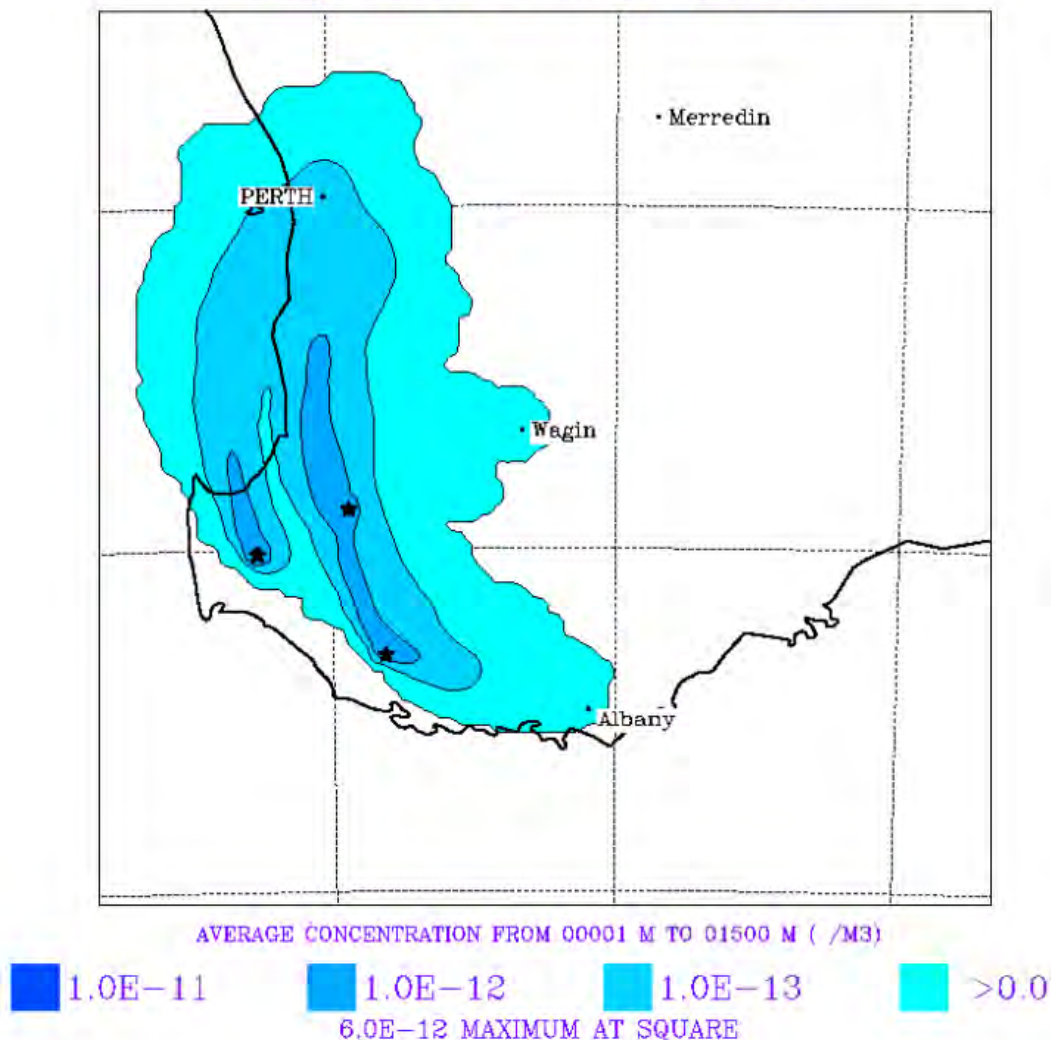 Merredin
PERTH
Wagin
Albany
AVERAGE CONCENTRATION FROM 00001 M TO 01500 M ( /M3)
1.0E-11 1.0E-12 1.0E-13 >0.0
6.0E-12 MAXIMUM AT SQUARE